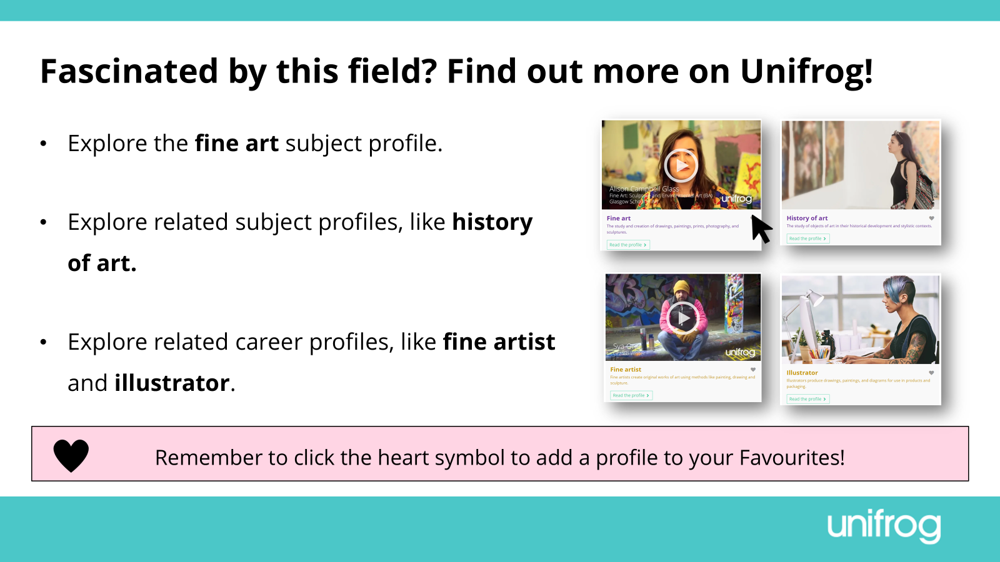 Fascinated by this field? Find out more on Unifrog!
• Explore the fine art subject profile.
• Explore related subject profiles, like history
of art.
• Explore related career profiles, like fine artist
and illustrator.
Alison Campbell Glass
Fine Art: Sculpture and Environmental Art (BA)
Glasgow School of Art
unifrog
Fine art
The study and creation of drawings, paintings, prints, photography, and
sculptures.
Read the profile >
History of art
The study of objects of art in their historical development and stylistic contexts.
Read the profile >
Sya
Graffiti Writer
unifrog
Fine artist
Fine artists create original works of art using methods like painting, drawing and
sculpture.
Read the profile >
Illustrator
Illustrators produce drawings, paintings, and diagrams for use in products and
packaging.
Read the profile >
Remember to click the heart symbol to add a profile to your Favourites!
unifrog